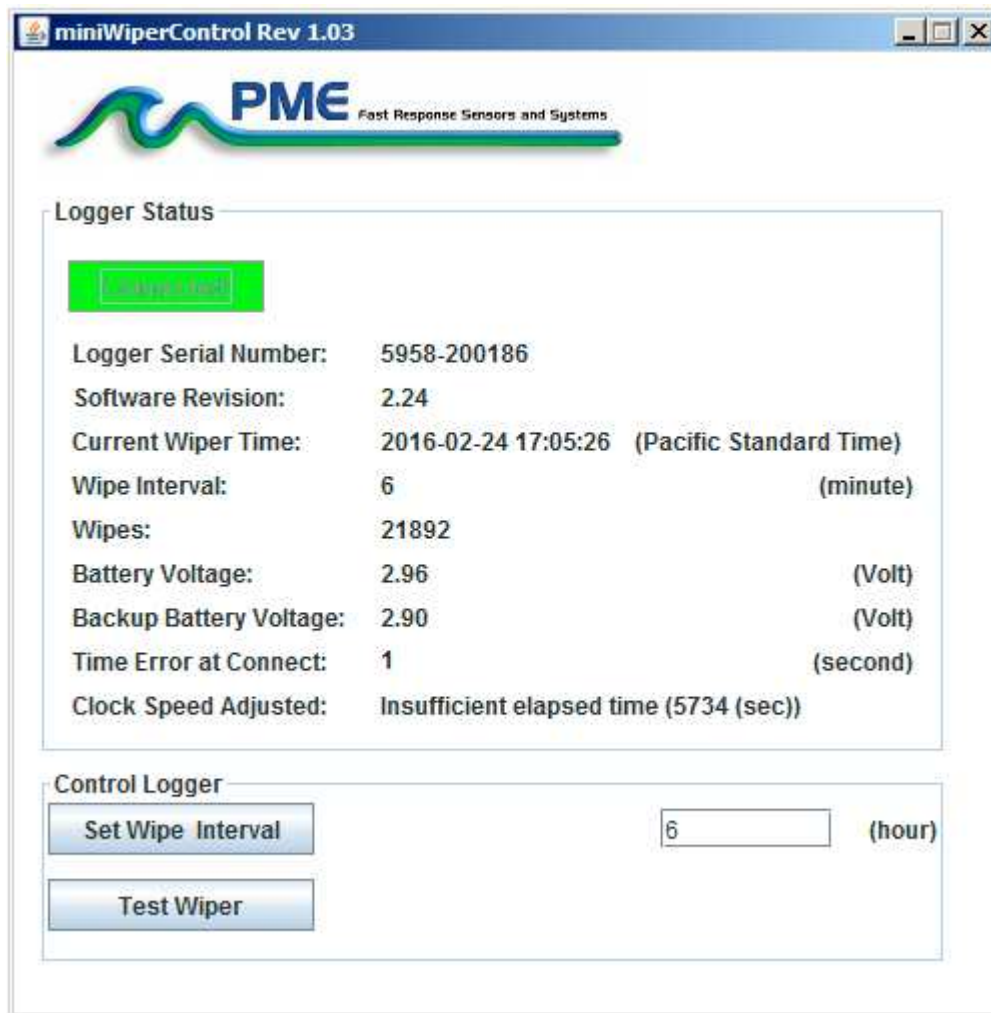 miniWiperControl Rev 1.03
PME Fast Response Sensors and Systems
Logger Status
Connected
Logger Serial Number: 5958-200186
Software Revision: 2.24
Current Wiper Time: 2016-02-24 17:05:26 (Pacific Standard Time)
Wipe Interval: 6 (minute)
Wipes: 21892
Battery Voltage: 2.96 (Volt)
Backup Battery Voltage: 2.90 (Volt)
Time Error at Connect: 1 (second)
Clock Speed Adjusted: Insufficient elapsed time (5734 (sec))
Control Logger
Set Wipe Interval 6 (hour)
Test Wiper